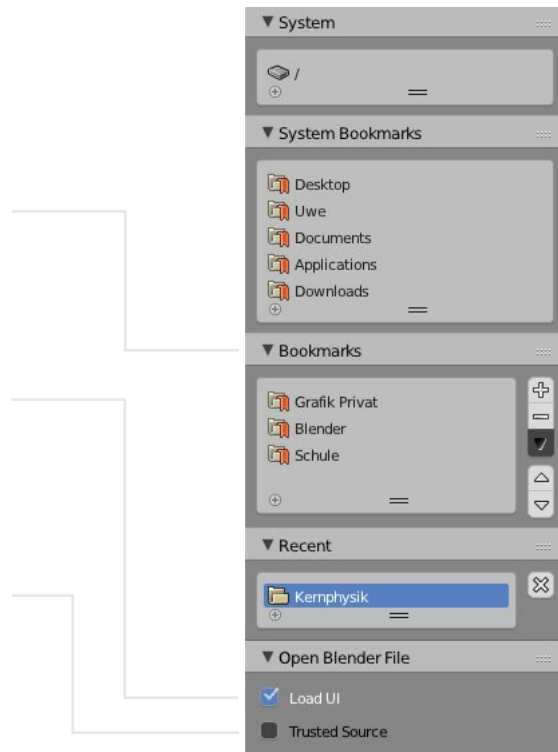 System
/
System Bookmarks
Desktop
Uwe
Documents
Applications
Downloads
Bookmarks
Grafik Privat
Blender
Schule
Recent
Kernphysik
Open Blender File
Load UI
Trusted Source